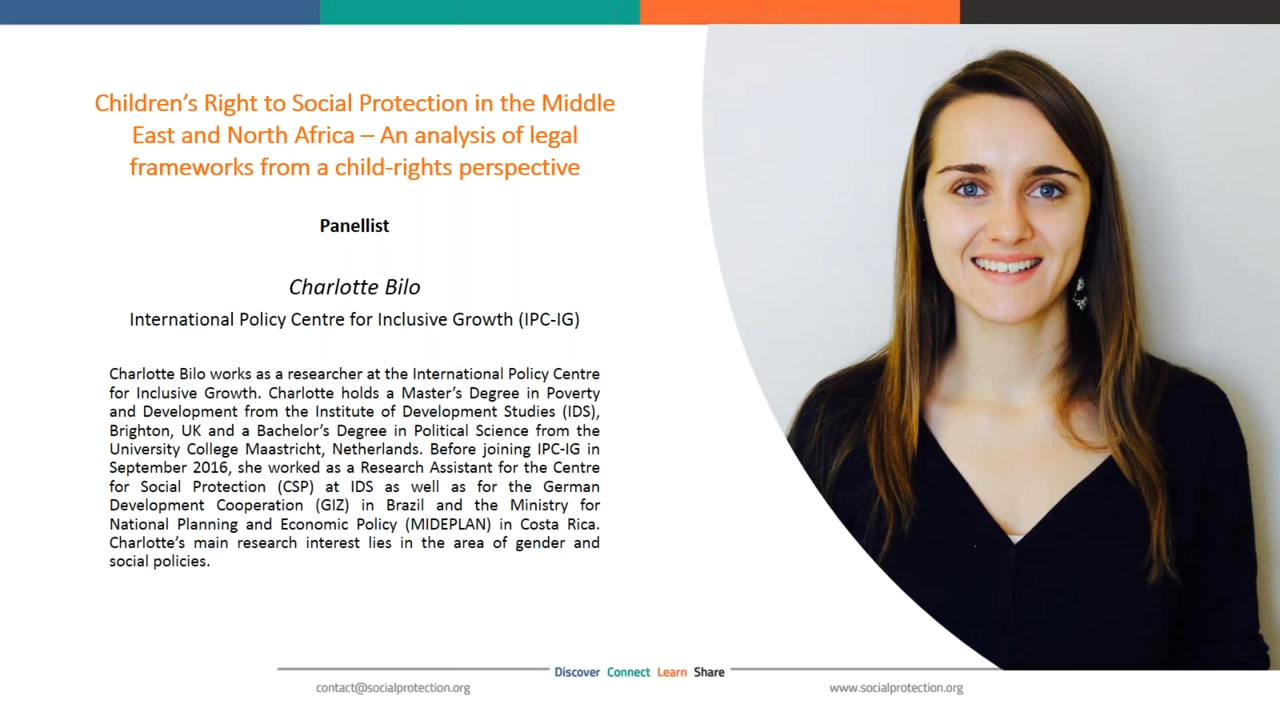 Children’s Right to Social Protection in the Middle
East and North Africa – An analysis of legal
frameworks from a child-rights perspective
Panellist
Charlotte Bilo
International Policy Centre for Inclusive Growth (IPC-IG)
Charlotte Bilo works as a researcher at the International Policy Centre
for Inclusive Growth. Charlotte holds a Master’s Degree in Poverty
and Development from the Institute of Development Studies (IDS),
Brighton, UK and a Bachelor’s Degree in Political Science from the
University College Maastricht, Netherlands. Before joining IPC-IG in
September 2016, she worked as a Research Assistant for the Centre
for Social Protection (CSP) at IDS as well as for the German
Development Cooperation (GIZ) in Brazil and the Ministry for
National Planning and Economic Policy (MIDEPLAN) in Costa Rica.
Charlotte’s main research interest lies in the area of gender and
social policies.
Discover Connect Learn Share
contact@socialprotection.org
www.socialprotection.org